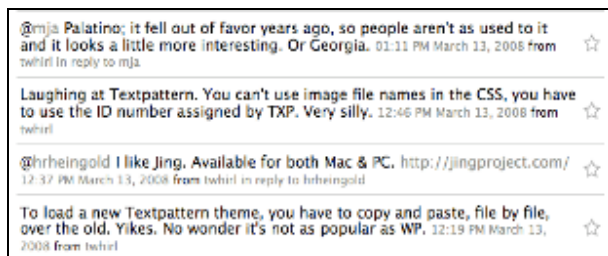 @mja Palatino; it fell out of favor years ago, so people aren't as used to it
and it looks a little more interesting. Or Georgia. 01:11 PM March 13, 2008 from
twhirl in reply to mja
Laughing at Textpattern. You can't use image file names in the CSS, you have
to use the ID number assigned by TXP. Very silly. 12:46 PM March 13, 2008 from
twhirl
@hrheingold I like Jing. Available for both Mac & PC. http://jingproject.com/
12:37 PM March 13, 2008 from twhirl in reply to hrheingold
To load a new Textpattern theme, you have to copy and paste, file by file,
over the old. Yikes. No wonder it's not as popular as WP. 12:19 PM March 13,
2008 from twhirl